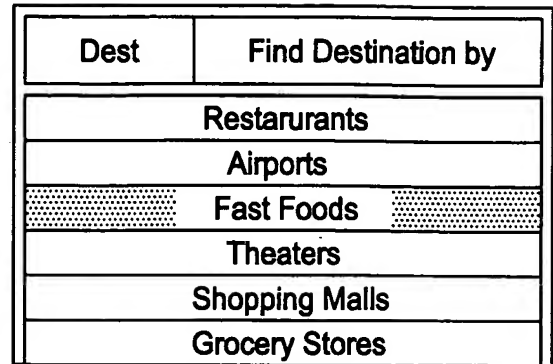 Dest Find Destination by
Restarurants
Airports
Fast Foods
Theaters
Shopping Malls
Grocery Stores